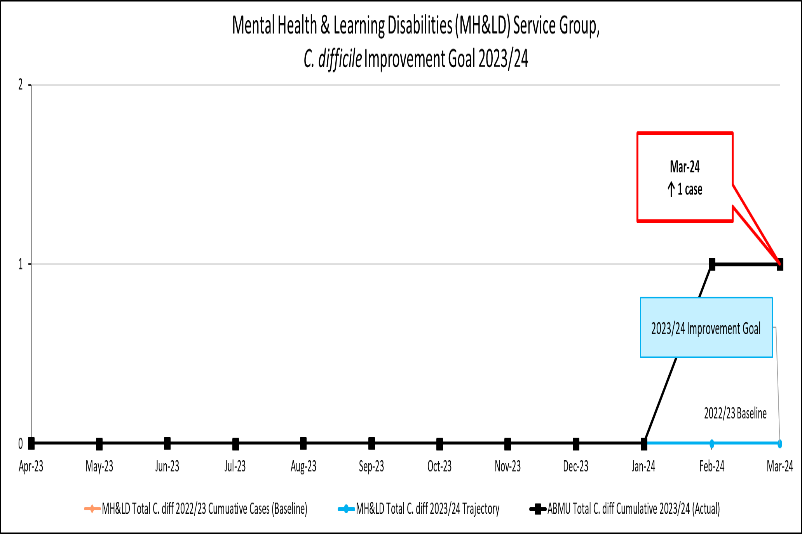 Mental Health & Learning Disabilities (MH&LD) Service Group,
C. difficile Improvement Goal 2023/24
2
Mar-24
↑ 1 case
1
2023/24 Improvement Goal
2022/23 Baseline
0
Apr-23 May-23 Jun-23 Jul-23 Aug-23 Sep-23 Oct-23 Nov-23 Dec-23 Jan-24 Feb-24 Mar-24
MH&LD Total C. diff 2022/23 Cumuative Cases (Baseline) MH&LD Total C. diff 2023/24 Trajectory ABMU Total C. diff Cumulative 2023/24 (Actual)